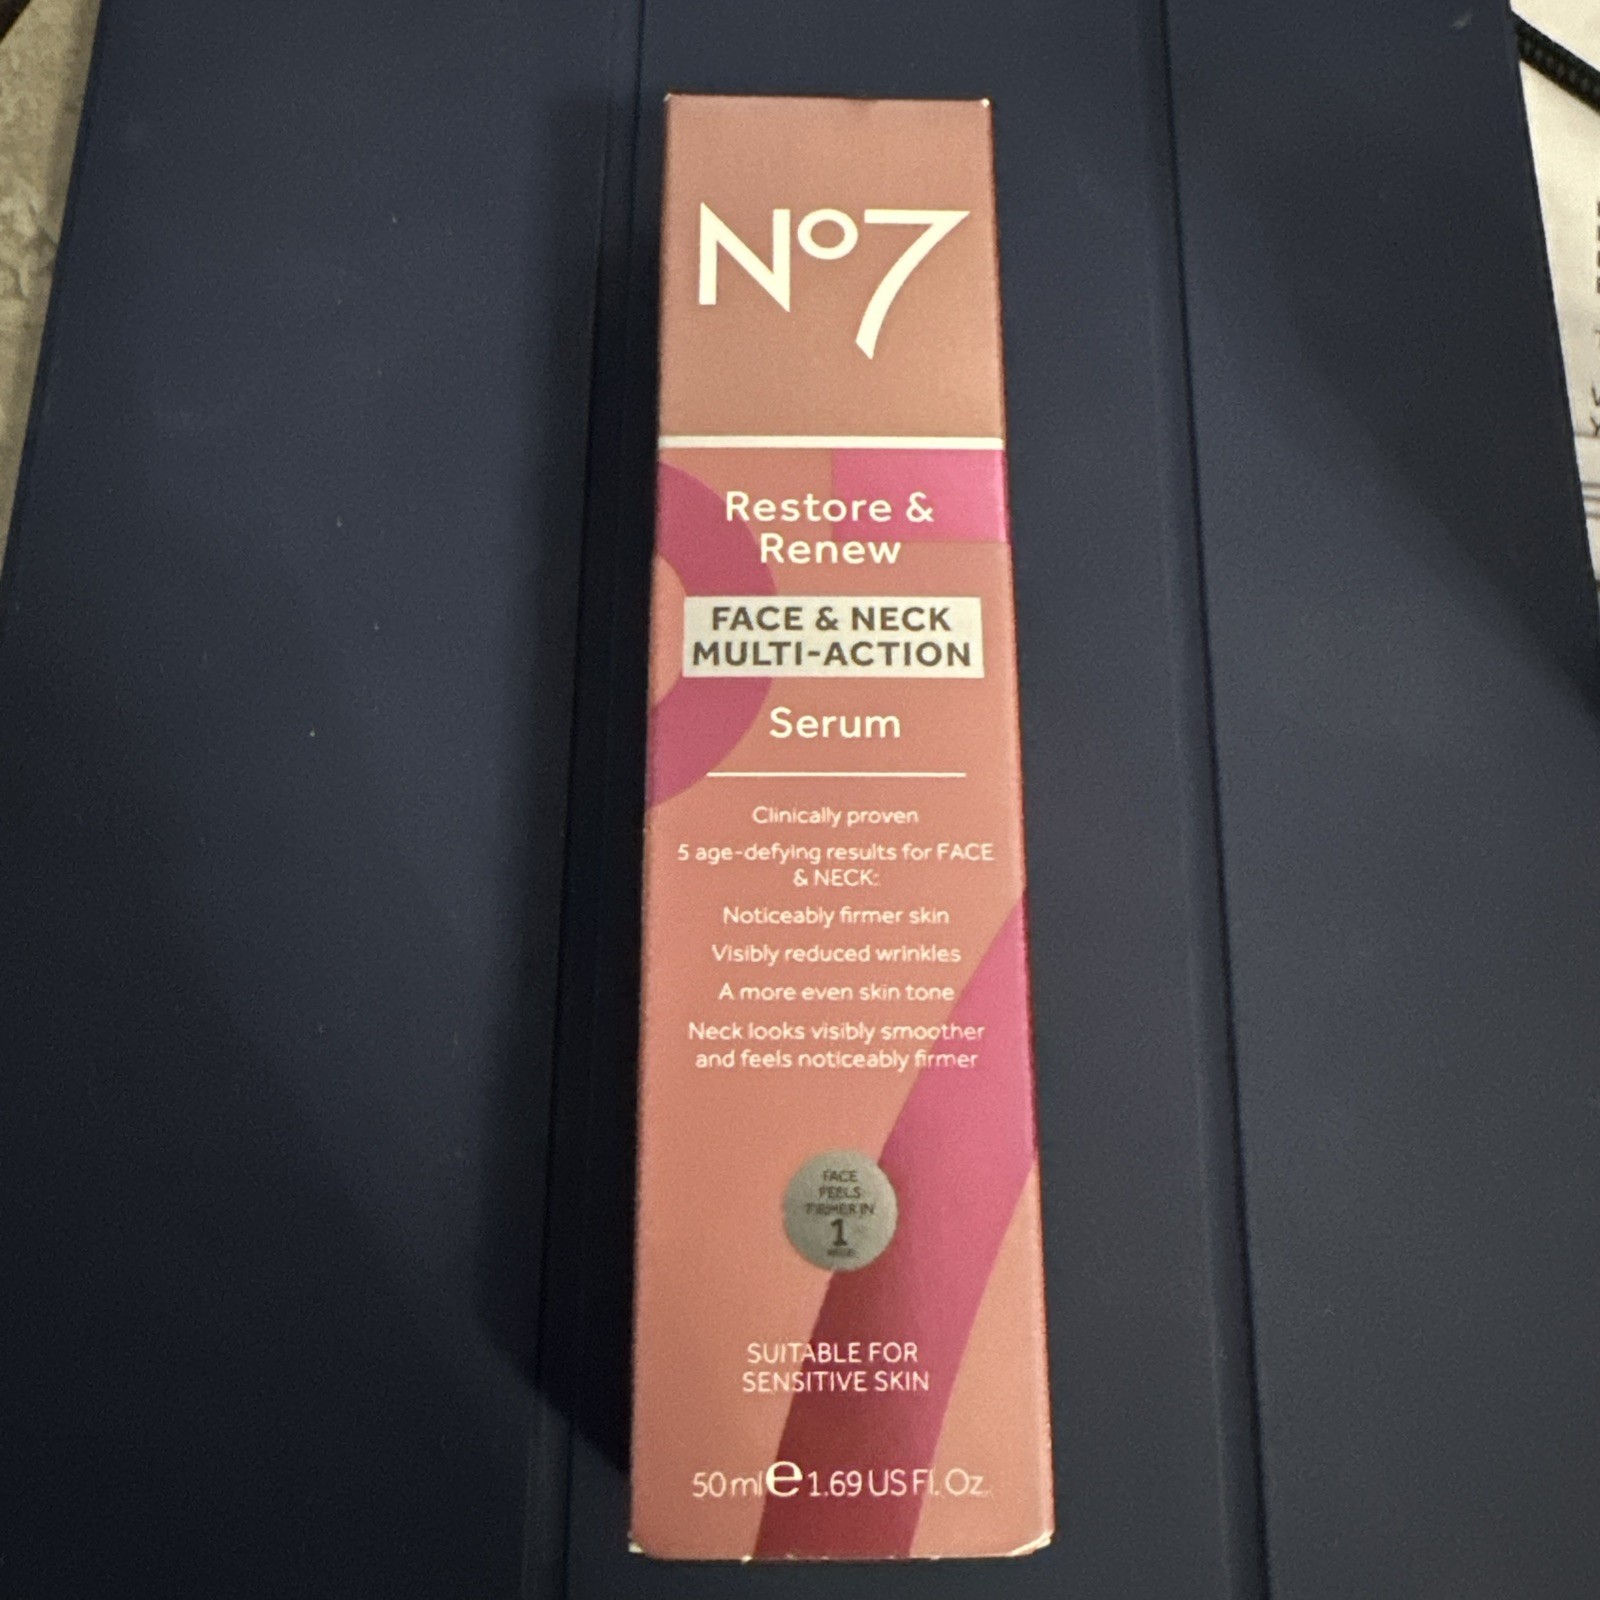 No7
Restore &
Renew
FACE & NECK
MULTI-ACTION
Serum
Clinically proven
5 age-defying results for FACE
& NECK:
Noticeably firmer skin
Visibly reduced wrinkles
A more even skin tone
Neck looks visibly smoother
and feels noticeably firmer
FACE
FEELS
FIRMER IN
1
SUITABLE FOR
SENSITIVE SKIN
50 ml e 1.69 US Fl. Oz.